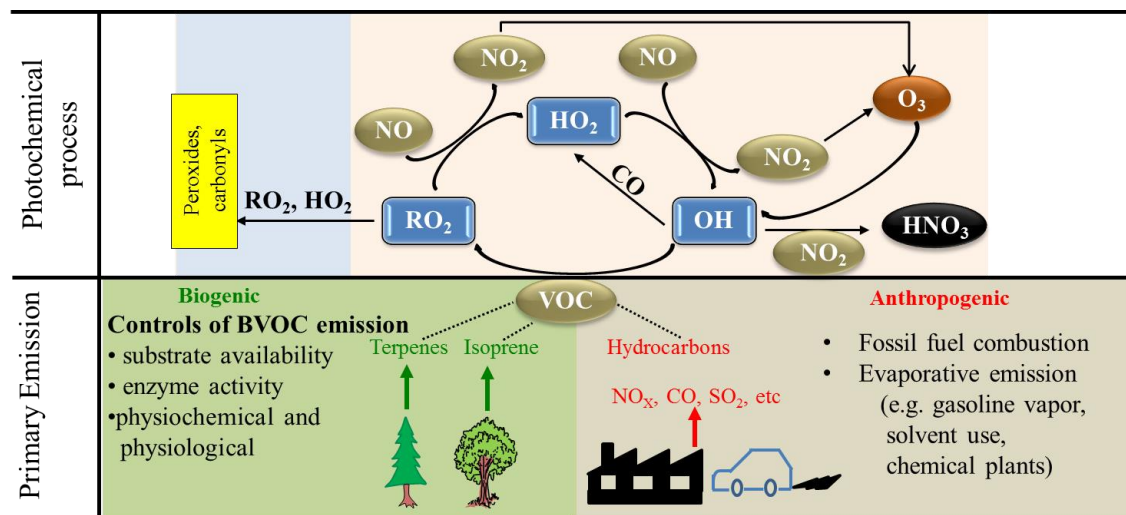 Photochemical
process
NO₂
NO
O₃
HO₂
NO
NO₂
CO
Peroxides,
carbonyls
RO₂, HO₂
RO₂
OH
HNO₃
NO₂
Primary Emission
Biogenic
VOC
Anthropogenic
Controls of BVOC emission
• substrate availability
• enzyme activity
•physiochemical and
physiological
Terpenes
Isoprene
Hydrocarbons
NOX, CO, SO₂, etc
• Fossil fuel combustion
• Evaporative emission
(e.g. gasoline vapor,
solvent use,
chemical plants)